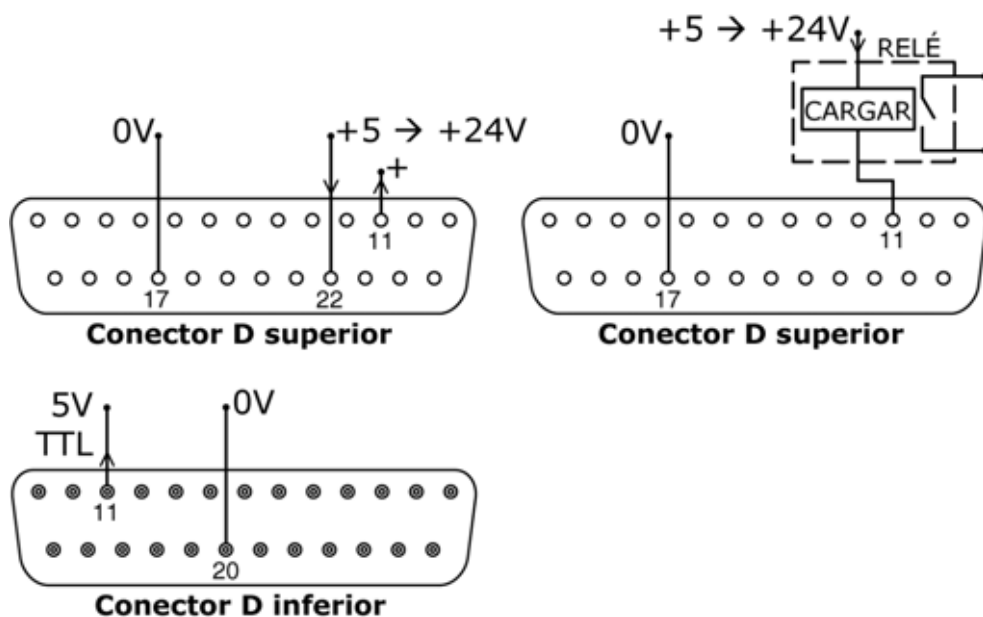 +5 → +24V
RELÉ
CARGAR
0V
+5 → +24V
+
0V
11
17
22
Conector D superior
11
17
Conector D superior
5V
TTL
0V
11
20
Conector D inferior